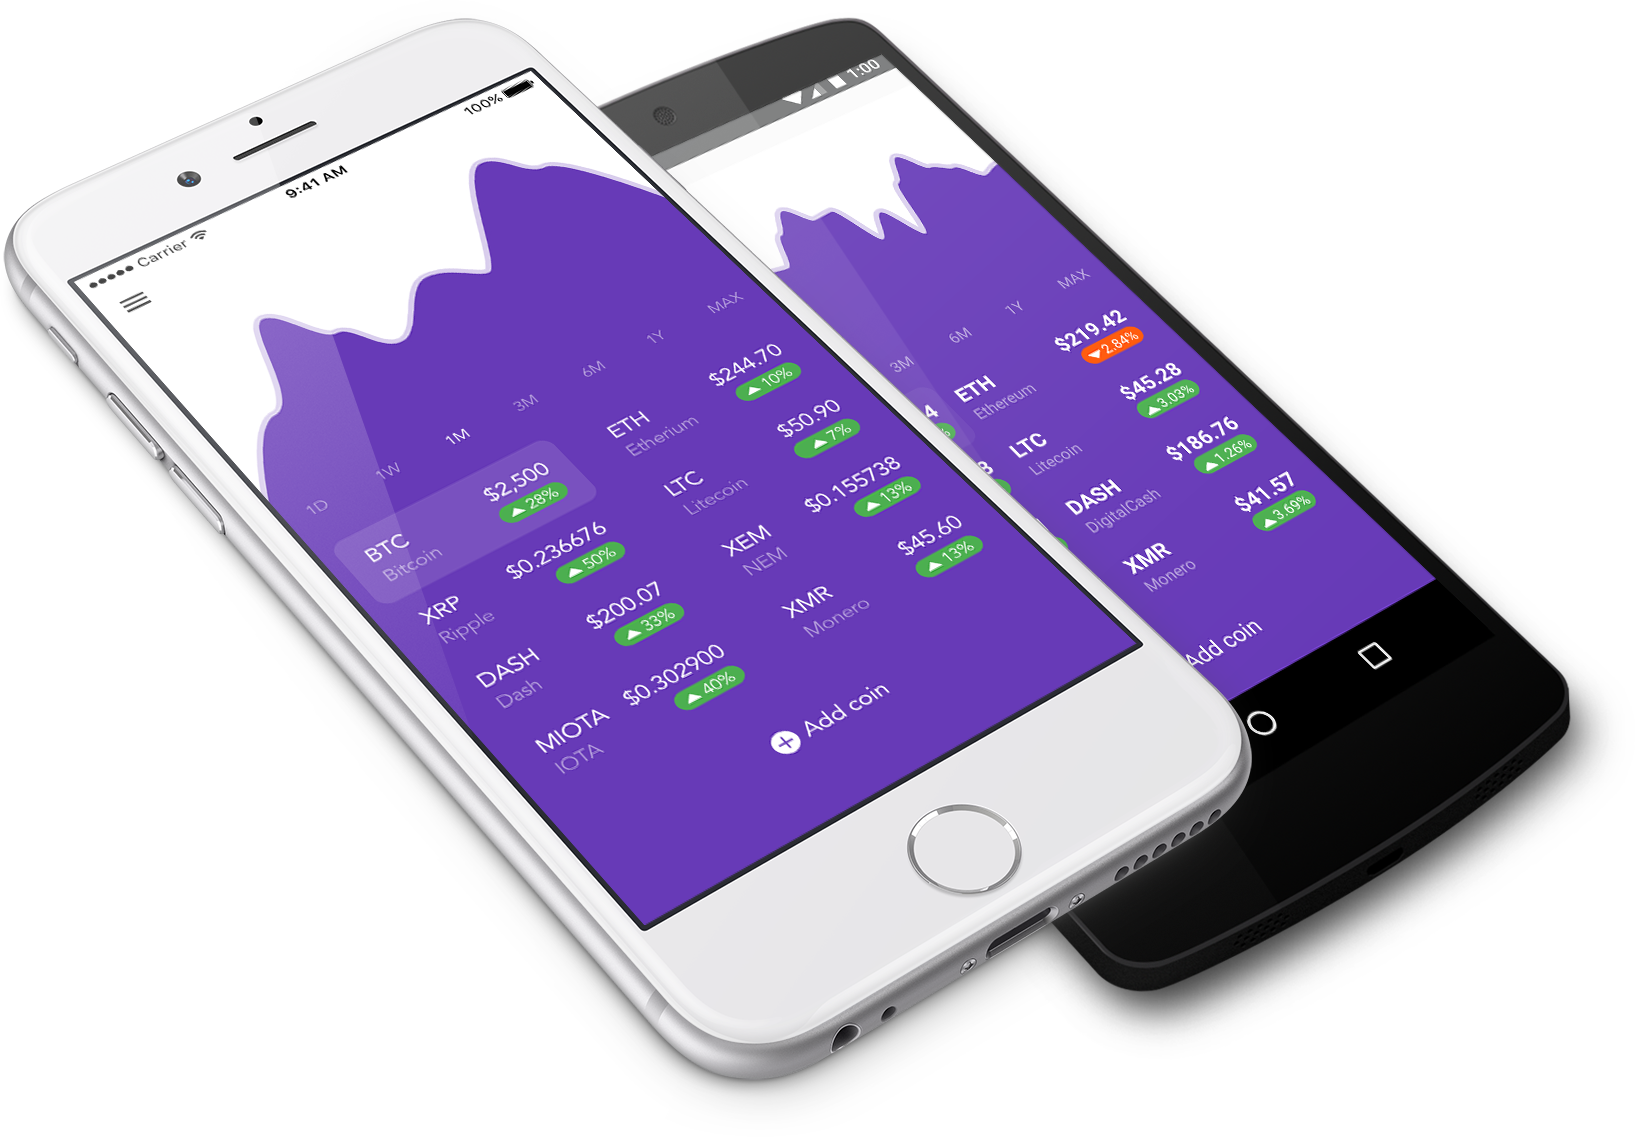 100%
9:41 AM
Carrier
1D
1W
1M
3M
6M
1Y
MAX
BTC $2,500
Bitcoin 28%
XRP $0.236676
Ripple 50%
DASH $200.07
Dash 33%
MIOTA $0.302900
IOTA 40%
ETH $244.70
Etherium 10%
LTC $50.90
Litecoin 7%
XEM $0.155738
NEM 13%
XMR $45.60
Monero 13%
Add coin
1:00
3M
6M
1Y
MAX
4
%
ETH $219.42
Ethereum 2.84%
LTC $45.28
Litecoin 3.03%
DASH $186.76
DigitalCash 1.26%
XMR $41.57
Monero 3.69%
Add coin